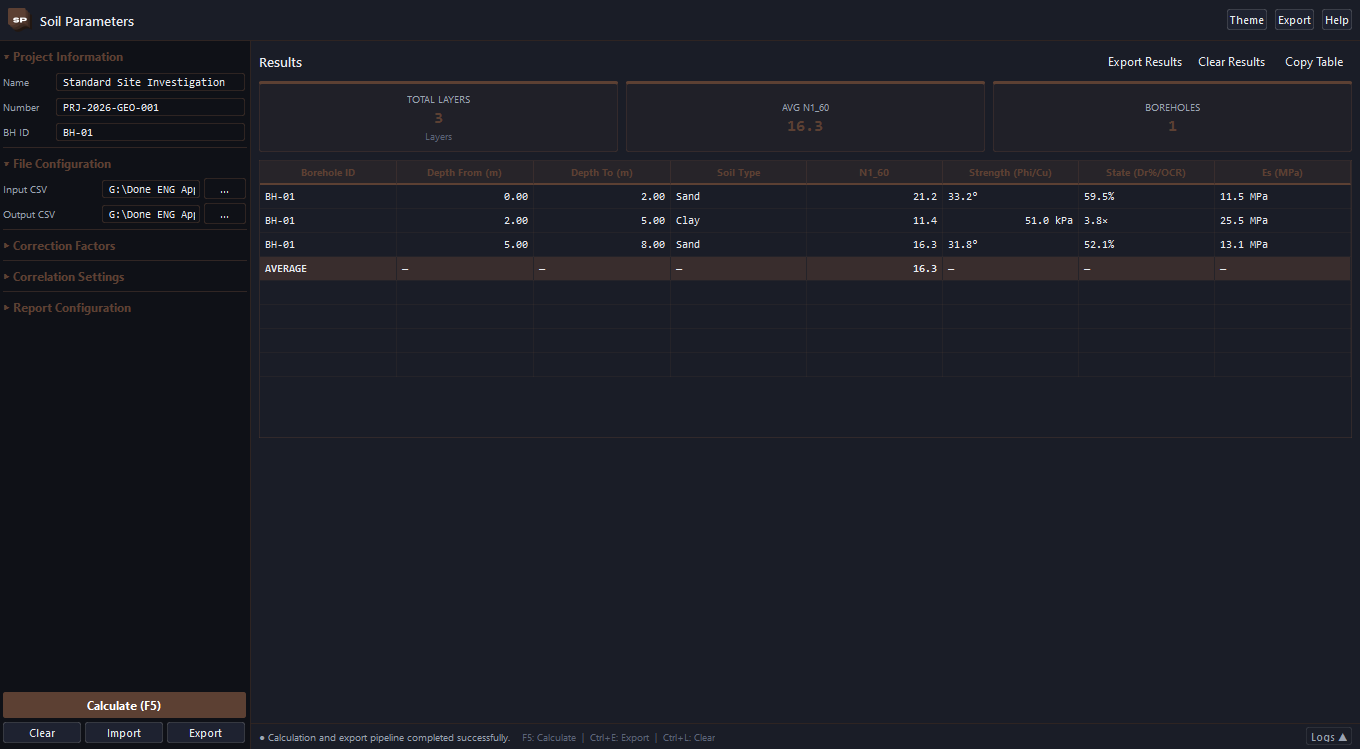 SP Soil Parameters Theme Export Help
▾ Project Information
Name Standard Site Investigation
Number PRJ-2026-GEO-001
BH ID BH-01
▾ File Configuration
Input CSV G:\Done ENG Ap ...
Output CSV G:\Done ENG Ap ...
▸ Correction Factors
▸ Correlation Settings
▸ Report Configuration
Calculate (F5)
Clear Import Export
Results Export Results Clear Results Copy Table
TOTAL LAYERS
3
Layers
AVG N1_60
16.3
BOREHOLES
1
Borehole ID Depth From (m) Depth To (m) Soil Type N1_60 Strength (Phi/Cu) State (Dr%/OCR) Es (MPa)
BH-01 0.00 2.00 Sand 21.2 33.2° 59.5% 11.5 MPa
BH-01 2.00 5.00 Clay 11.4 51.0 kPa 3.8× 25.5 MPa
BH-01 5.00 8.00 Sand 16.3 31.8° 52.1% 13.1 MPa
AVERAGE — — — 16.3 — — —
● Calculation and export pipeline completed successfully. F5: Calculate | Ctrl+E: Export | Ctrl+L: Clear Logs ▲